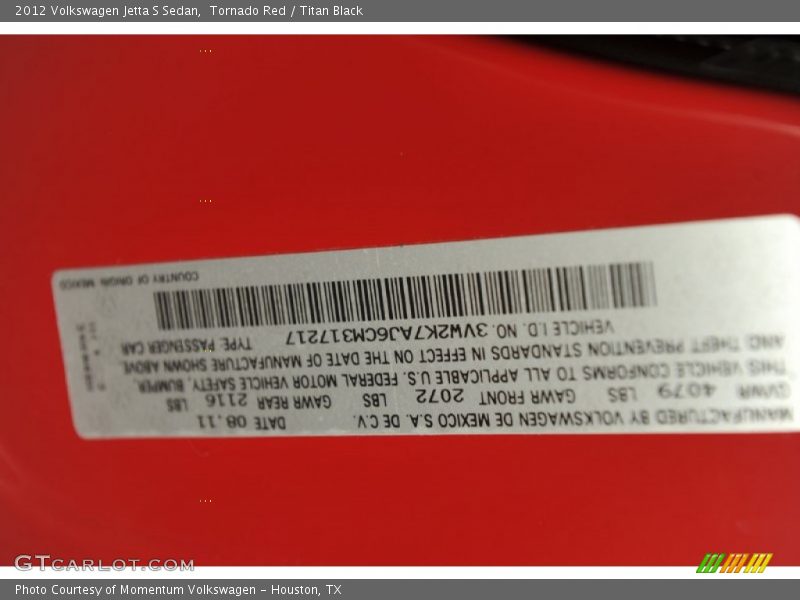 2012 Volkswagen Jetta S Sedan, Tornado Red / Titan Black
MANUFACTURED BY VOLKSWAGEN DE MEXICO S.A. DE C.V. DATE 08.11
GVWR 4079 LBS GAWR FRONT 2072 LBS GAWR REAR 2116 LBS
THIS VEHICLE CONFORMS TO ALL APPLICABLE U.S. FEDERAL MOTOR VEHICLE SAFETY, BUMPER,
AND THEFT PREVENTION STANDARDS IN EFFECT ON THE DATE OF MANUFACTURE SHOWN ABOVE
VEHICLE I.D. NO. 3VW2K7AJ6CM317217 TYPE: PASSENGER CAR
COUNTRY OF ORIGIN MEXICO
GTcarlot.com
Photo Courtesy of Momentum Volkswagen - Houston, TX